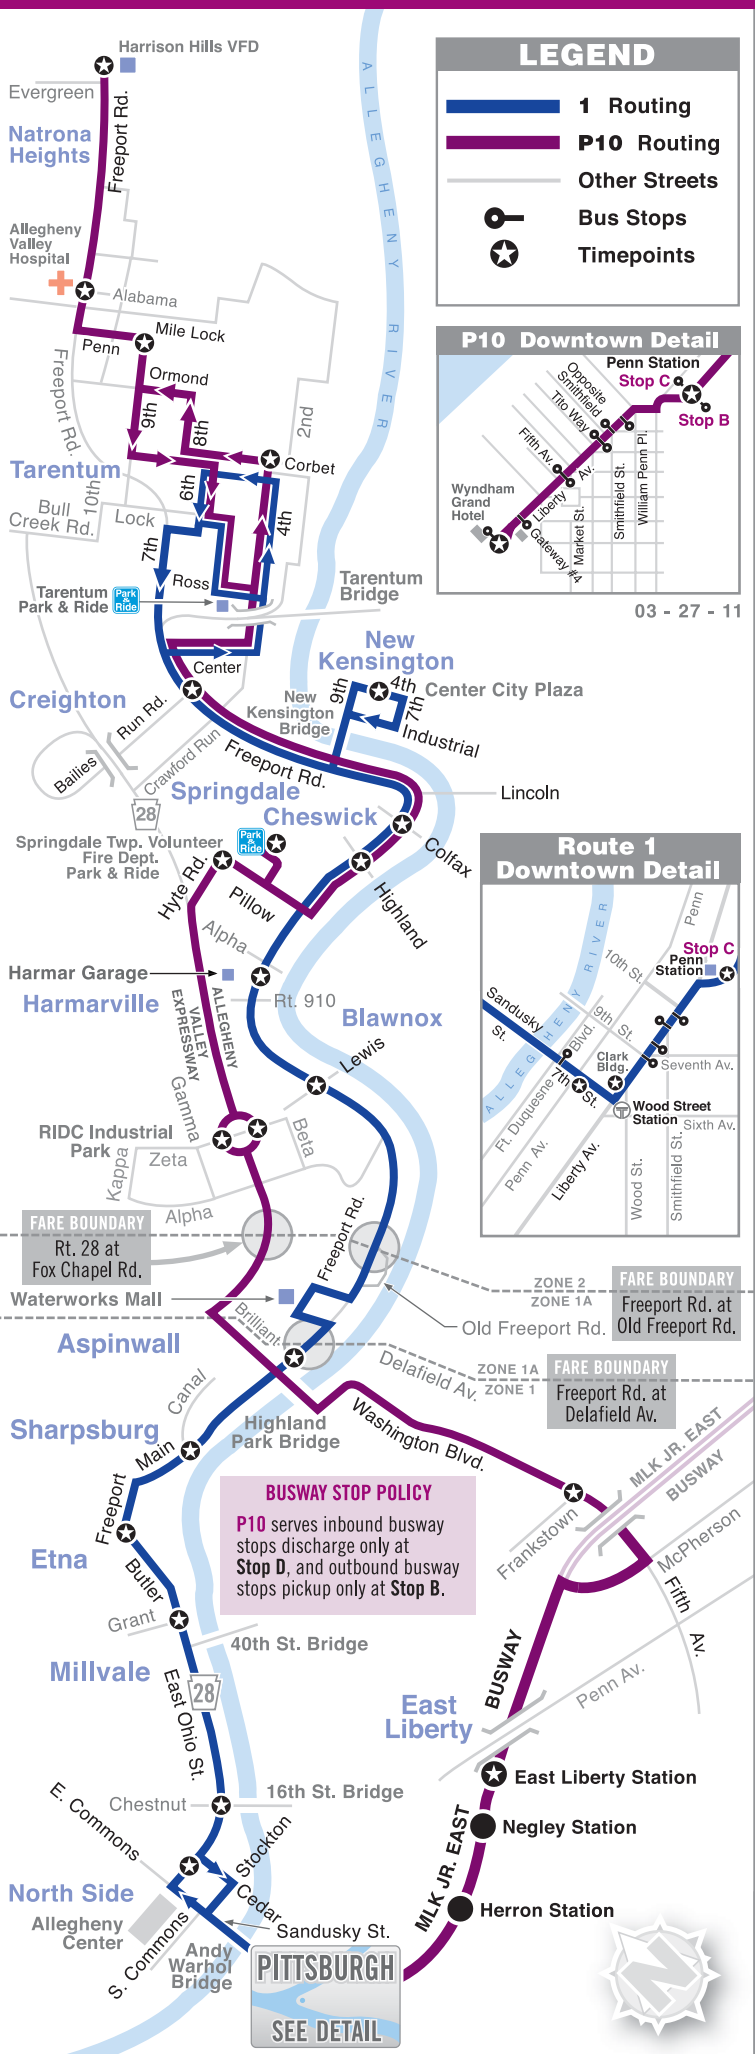 Harrison Hills VFD
Evergreen
Freeport Rd.
Natrona
Heights
ALLEGHENY RIVER
LEGEND
1 Routing
P10 Routing
Other Streets
Bus Stops
Timepoints
Allegheny
Valley
Hospital
Alabama
Mile Lock
Penn
Freeport Rd.
Ormond
9th
8th
2nd
Tarentum
Corbet
6th
4th
10th
Bull
Creek Rd.
Lock
7th
Ross
Tarentum
Park & Ride
Park
&
Ride
Tarentum
Bridge
Center
P10 Downtown Detail
Penn Station
Stop C
Stop B
Opposite
Smithfield
Tito Way
Fifth Av.
Liberty Av.
William Penn Pl.
Smithfield St.
Market St.
Wyndham
Grand
Hotel
Gateway #4
03 - 27 - 11
New
Kensington
9th
4th
7th
Center City Plaza
Industrial
New
Kensington
Bridge
Creighton
Run Rd.
Crawford Run
Bailies
Freeport Rd.
28
Springdale
Cheswick
Lincoln
Colfax
Highland
Springdale Twp. Volunteer
Fire Dept.
Park & Ride
Park
&
Ride
Hyte Rd.
Pillow
Alpha
Harmar Garage
Harmarville
ALLEGHENY
VALLEY
EXPRESSWAY
Rt. 910
Blawnox
Lewis
Route 1
Downtown Detail
ALLEGHENY RIVER
Penn
Stop C
Penn
Station
10th St.
9th St.
Sandusky
St.
Ft. Duquesne Blvd.
Clark
Bldg.
7th St.
Seventh Av.
Wood Street
Station
Sixth Av.
Penn Av.
Liberty Av.
Wood St.
Smithfield St.
Gamma
RIDC Industrial
Park
Beta
Kappa
Zeta
Alpha
FARE BOUNDARY
Rt. 28 at
Fox Chapel Rd.
Freeport Rd.
ZONE 2
ZONE 1A
FARE BOUNDARY
Freeport Rd. at
Old Freeport Rd.
Waterworks Mall
Old Freeport Rd.
Brilliant
Aspinwall
Delafield Av.
ZONE 1A
ZONE 1
FARE BOUNDARY
Freeport Rd. at
Delafield Av.
Canal
Sharpsburg
Main
Highland
Park Bridge
Washington Blvd.
MLK JR. EAST
BUSWAY
Freeport
Etna
Butler
BUSWAY STOP POLICY
P10 serves inbound busway
stops discharge only at
Stop D, and outbound busway
stops pickup only at Stop B.
Frankstown
McPherson
Fifth Av.
Grant
40th St. Bridge
Millvale
28
East Ohio St.
BUSWAY
Penn Av.
East
Liberty
East Liberty Station
Negley Station
Herron Station
MLK JR. EAST
Chestnut
16th St. Bridge
E. Commons
Stockton
Cedar
North Side
Allegheny
Center
S. Commons
Sandusky St.
Andy
Warhol
Bridge
PITTSBURGH
SEE DETAIL
N